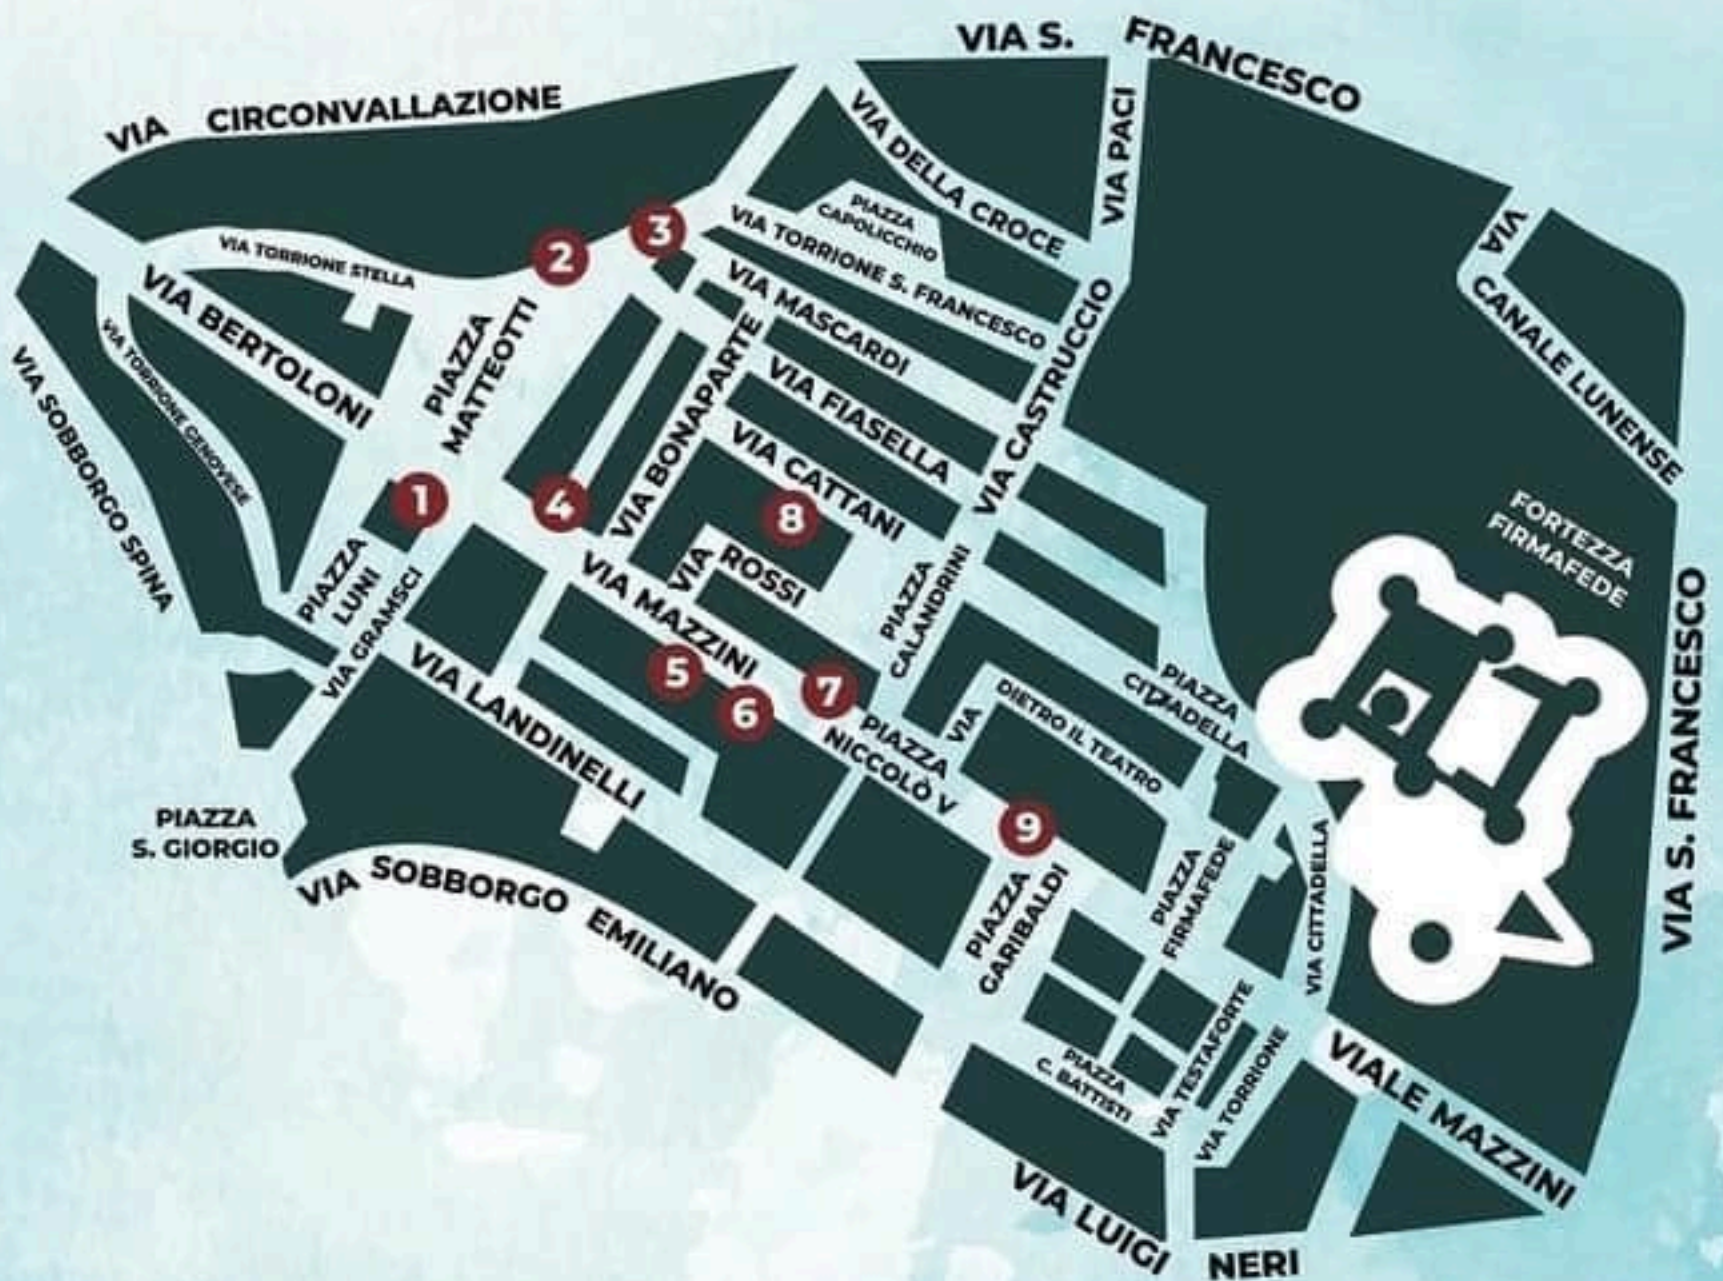 VIA S. FRANCESCO
VIA CIRCONVALLAZIONE
VIA DELLA CROCE
VIA PACI
PIAZZA
CAPOLICCHIO
3
2
VIA TORRIONE S. FRANCESCO
VIA TORRIONE STELLA
VIA
CANALE LUNENSE
VIA BERTOLONI
VIA MASCARDI
PIAZZA
MATTEOTTI
VIA TORRIONE GENOVESE
VIA SOBBORGO SPINA
VIA BONAPARTE
VIA FIASELLA
VIA CASTRUCCIO
VIA CATTANI
1
4
8
FORTEZZA
FIRMAFEDE
PIAZZA
LUNI
VIA GRAMSCI
VIA ROSSI
VIA MAZZINI
PIAZZA
CALANDRINI
5
6
7
VIA LANDINELLI
PIAZZA
NICCOLÒ V
VIA DIETRO IL TEATRO
PIAZZA
CITTADELLA
VIA S. FRANCESCO
PIAZZA
S. GIORGIO
9
VIA SOBBORGO EMILIANO
PIAZZA
GARIBALDI
PIAZZA
FIRMAFEDE
VIA CITTADELLA
PIAZZA
C. BATTISTI
VIA TESTAFORTE
VIA TORRIONE
VIALE MAZZINI
VIA LUIGI NERI